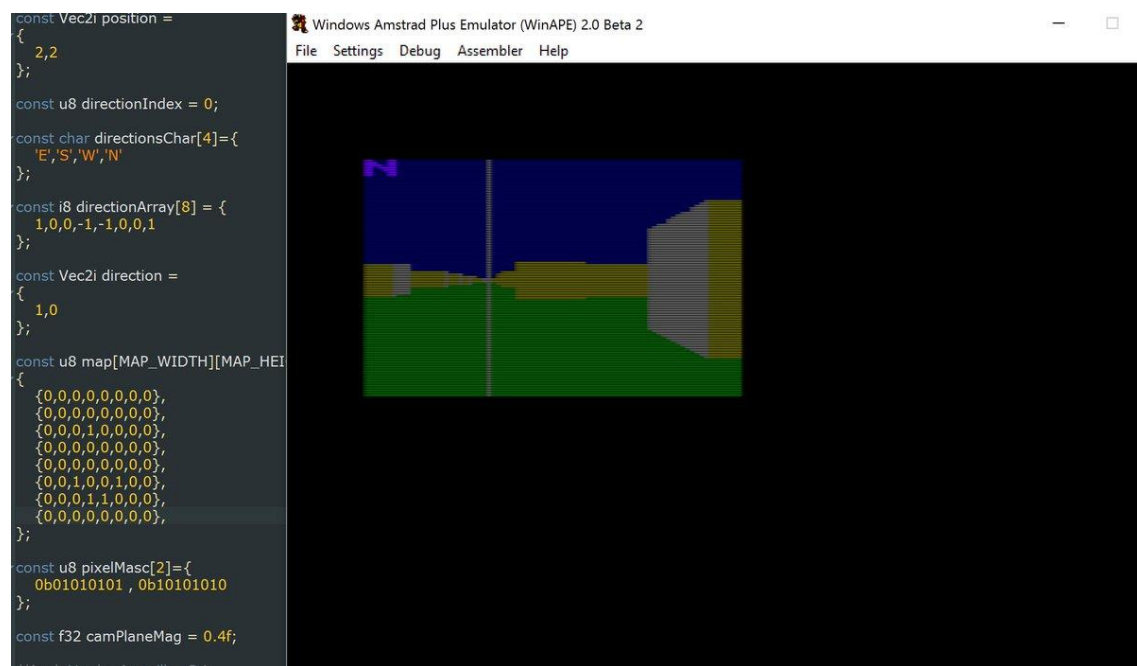 const Vec2i position =
{
2,2
};
const u8 directionIndex = 0;
const char directionsChar[4]={
'E','S','W','N'
};
const i8 directionArray[8] = {
1,0,0,-1,-1,0,0,1
};
const Vec2i direction =
{
1,0
};
const u8 map[MAP_WIDTH][MAP_HEI
{
{0,0,0,0,0,0,0,0},
{0,0,0,0,0,0,0,0},
{0,0,0,1,0,0,0,0},
{0,0,0,0,0,0,0,0},
{0,0,0,0,0,0,0,0},
{0,0,1,0,0,1,0,0},
{0,0,0,1,1,0,0,0},
{0,0,0,0,0,0,0,0},
};
const u8 pixelMasc[2]={
0b01010101 , 0b10101010
};
const f32 camPlaneMag = 0.4f;
Windows Amstrad Plus Emulator (WinAPE) 2.0 Beta 2
File Settings Debug Assembler Help
N